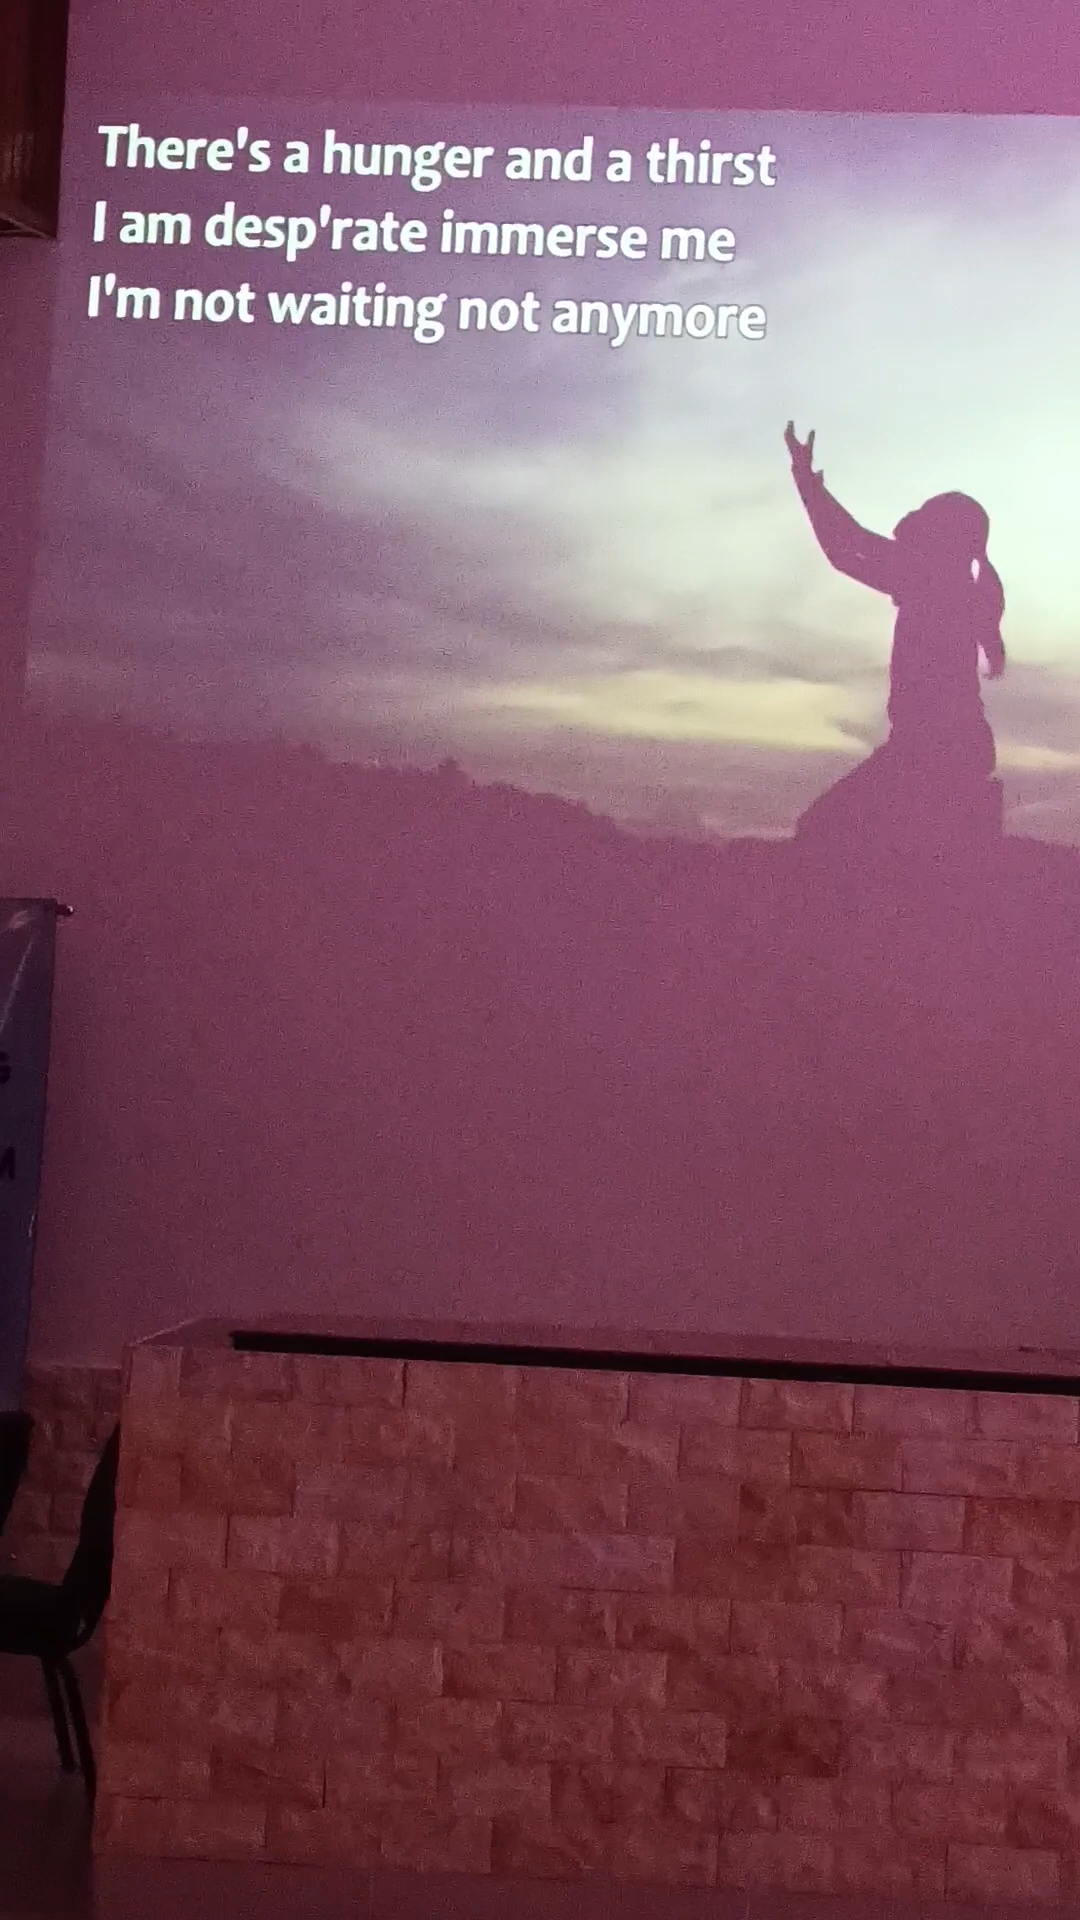 There's a hunger and a thirst
I am desp'rate immerse me
I'm not waiting not anymore